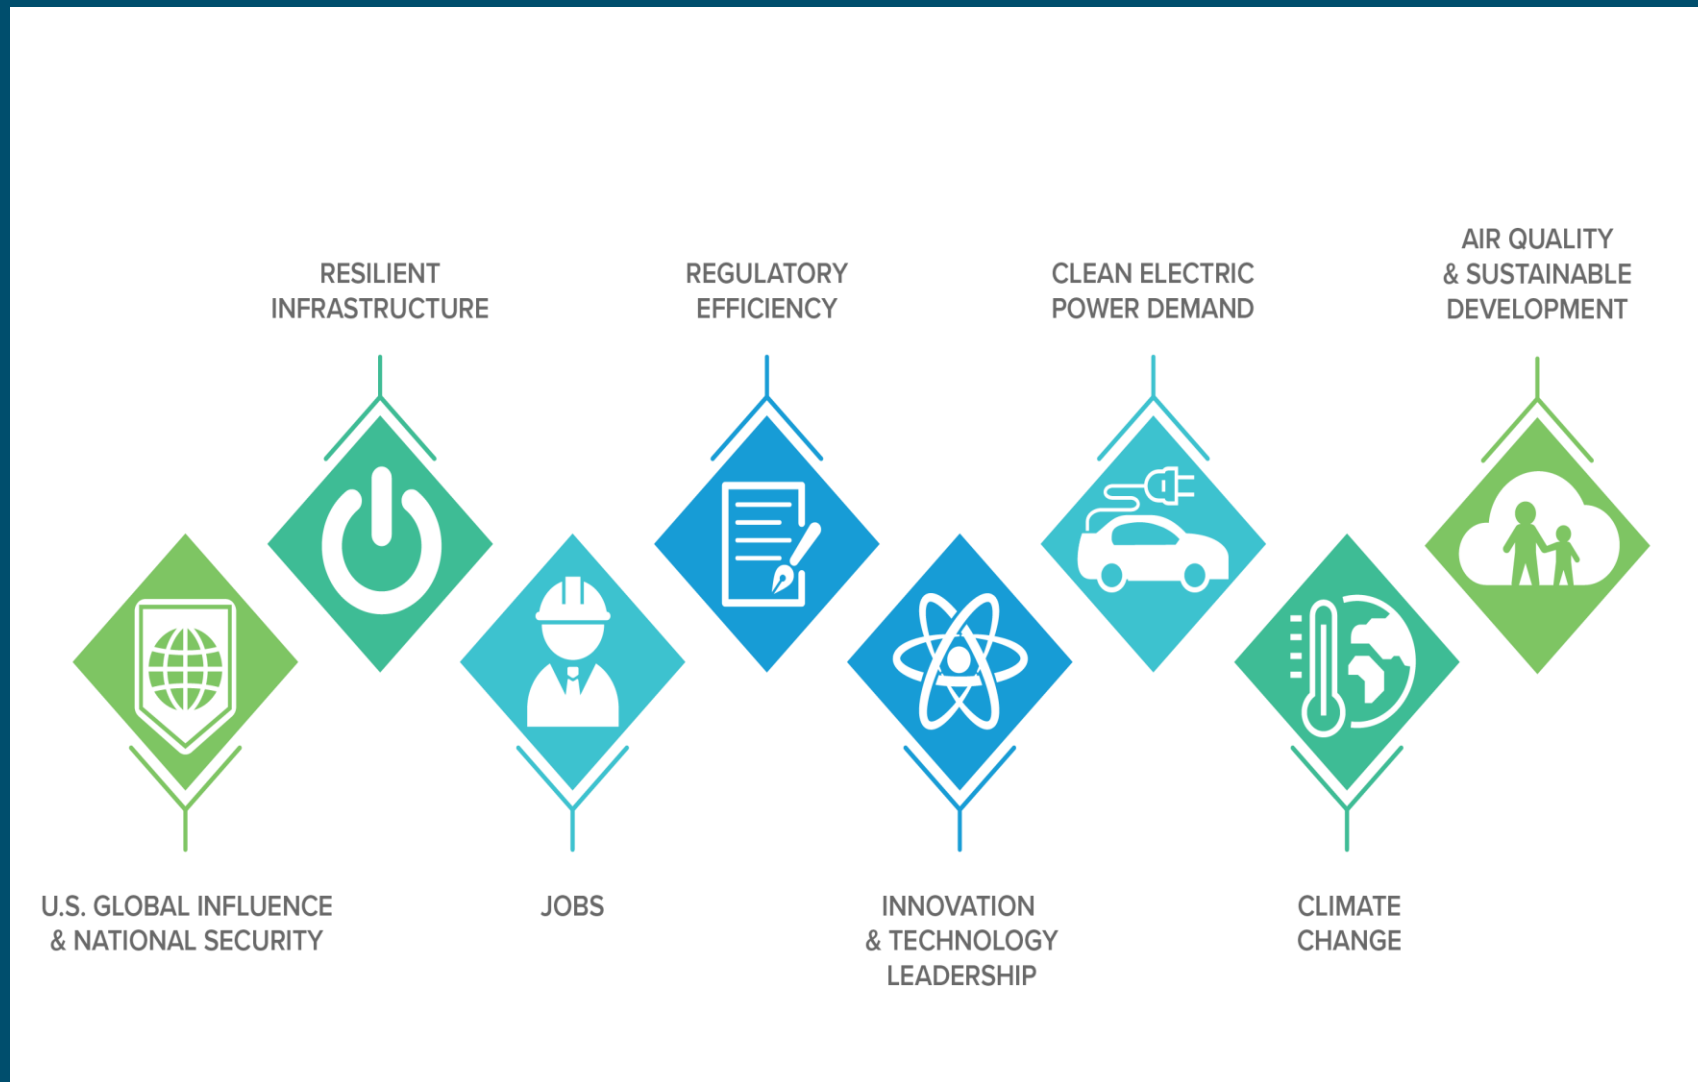 RESILIENT
INFRASTRUCTURE
REGULATORY
EFFICIENCY
CLEAN ELECTRIC
POWER DEMAND
AIR QUALITY
& SUSTAINABLE
DEVELOPMENT
U.S. GLOBAL INFLUENCE
& NATIONAL SECURITY
JOBS
INNOVATION
& TECHNOLOGY
LEADERSHIP
CLIMATE
CHANGE